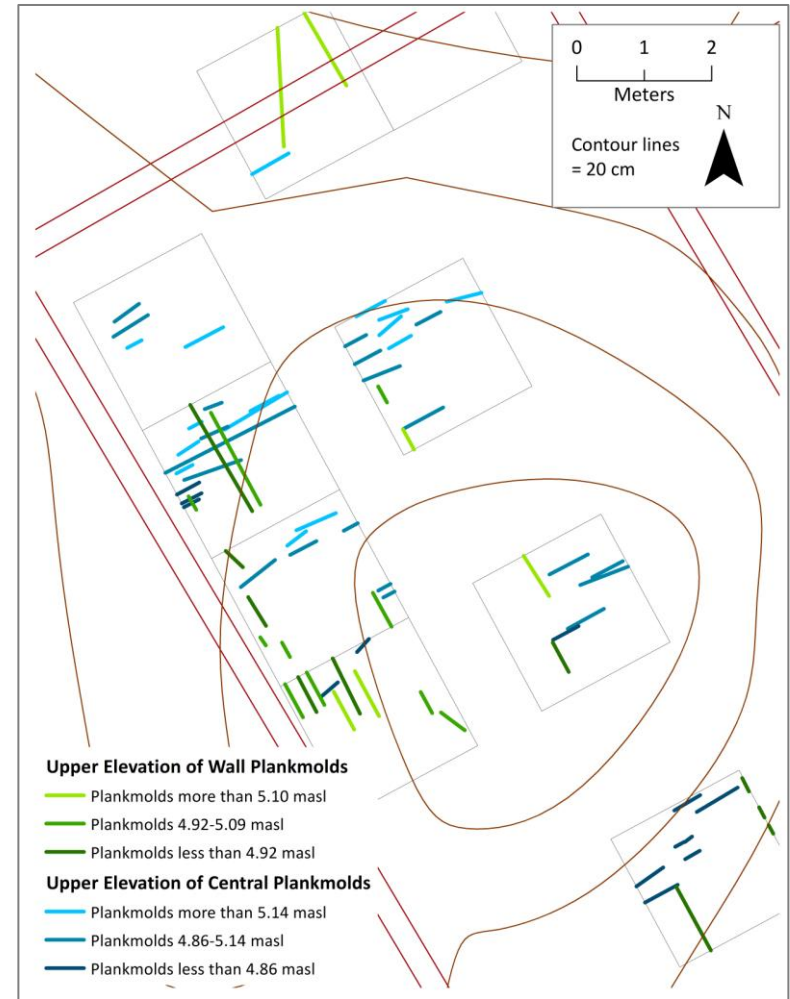 0 1 2
Meters
N
Contour lines
= 20 cm
Upper Elevation of Wall Plankmolds
Plankmolds more than 5.10 masl
Plankmolds 4.92-5.09 masl
Plankmolds less than 4.92 masl
Upper Elevation of Central Plankmolds
Plankmolds more than 5.14 masl
Plankmolds 4.86-5.14 masl
Plankmolds less than 4.86 masl